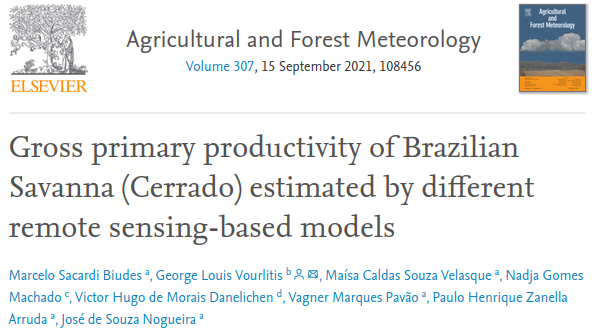 Agricultural and Forest Meteorology
Volume 307, 15 September 2021, 108456
ELSEVIER
Agricultural
and
Forest Meteorology
Gross primary productivity of Brazilian
Savanna (Cerrado) estimated by different
remote sensing-based models
Marcelo Sacardi Biudes a, George Louis Vourlitis b, Maísa Caldas Souza Velasque a, Nadja Gomes
Machado c, Victor Hugo de Morais Danelichen d, Vagner Marques Pavão a, Paulo Henrique Zanella
Arruda a, José de Souza Nogueira a